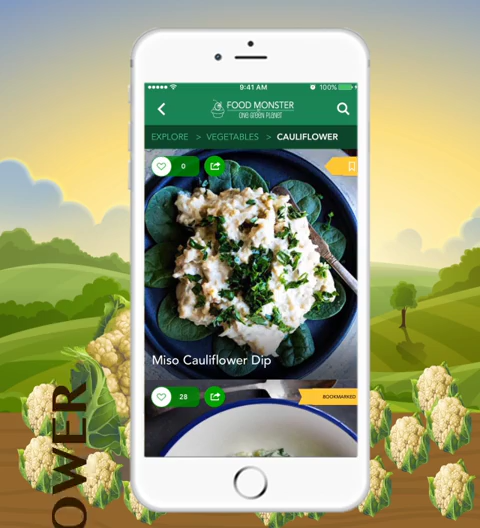 9:41 AM
100%
FOOD MONSTER
BY
ONE GREEN PLANET
EXPLORE > VEGETABLES > CAULIFLOWER
0
Miso Cauliflower Dip
28
BOOKMARKED
OWER